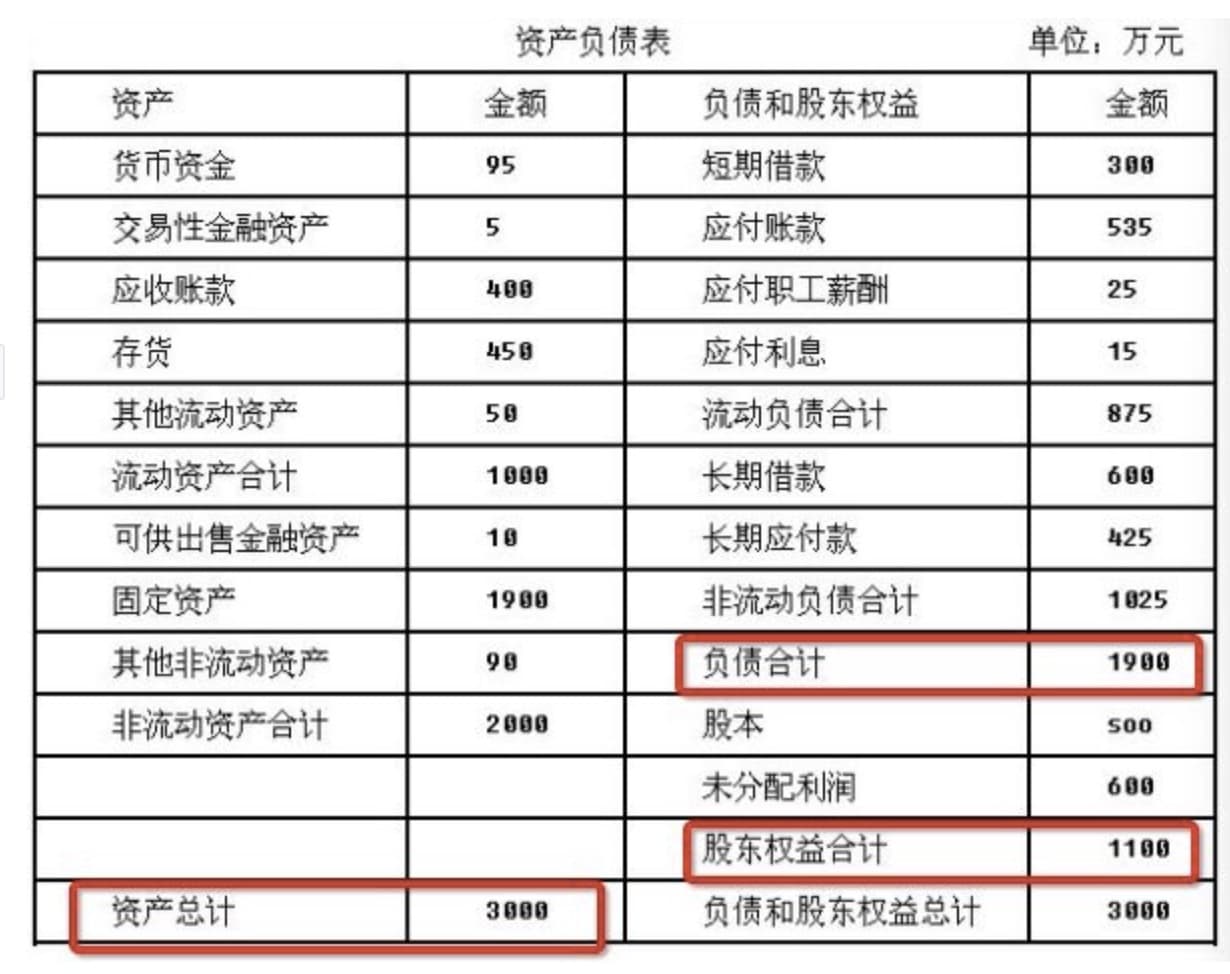 资产负债表 单位：万元
资产 金额 负债和股东权益 金额
货币资金 95 短期借款 300
交易性金融资产 5 应付账款 535
应收账款 400 应付职工薪酬 25
存货 450 应付利息 15
其他流动资产 50 流动负债合计 875
流动资产合计 1000 长期借款 600
可供出售金融资产 10 长期应付款 425
固定资产 1900 非流动负债合计 1025
其他非流动资产 90 负债合计 1900
非流动资产合计 2000 股本 500
未分配利润 600
股东权益合计 1100
资产总计 3000 负债和股东权益总计 3000